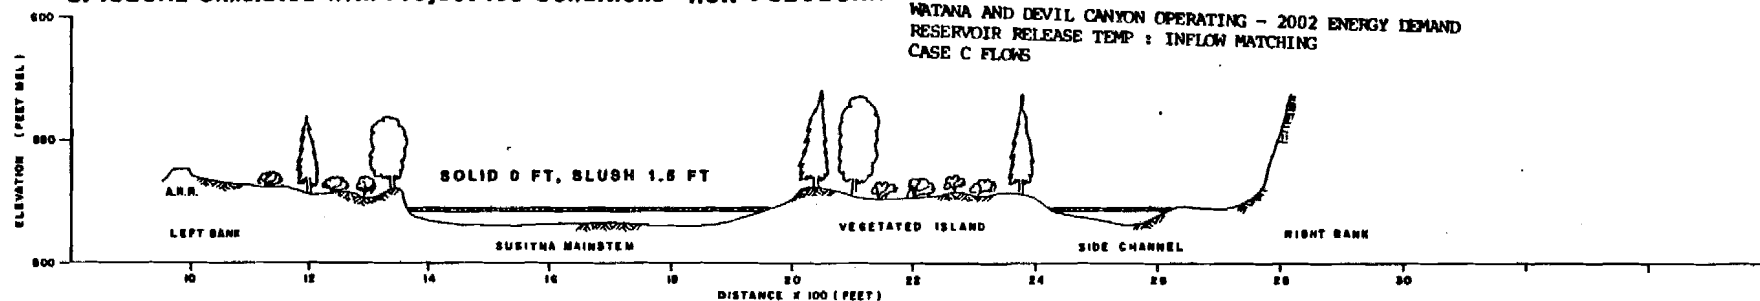 WATANA AND DEVIL CANYON OPERATING - 2002 ENERGY DEMAND
RESERVOIR RELEASE TEMP : INFLOW MATCHING
CASE C FLOWS
600
ELEVATION (FEET MSL)
550
SOLID 0 FT, SLUSH 1.5 FT
A.R.R.
LEFT BANK
SUSITNA MAINSTEM
VEGETATED ISLAND
SIDE CHANNEL
RIGHT BANK
500
10 12 14 16 18 20 22 24 26 28 30
DISTANCE X 100 (FEET)